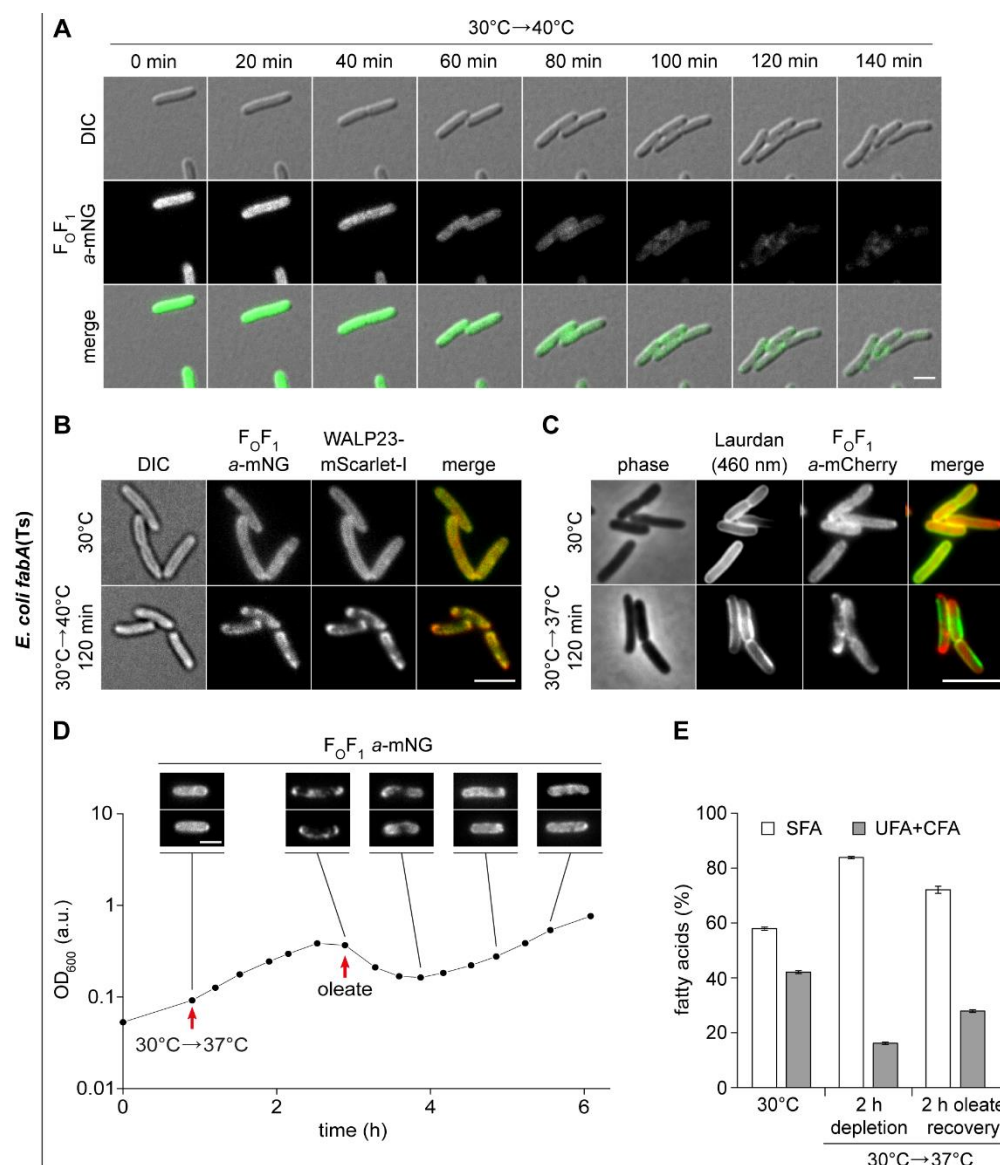 A
30°C→40°C
0 min 20 min 40 min 60 min 80 min 100 min 120 min 140 min
DIC
FOF1
a-mNG
merge
E. coli fabA(Ts)
B
DIC
FOF1
a-mNG
WALP23-
mScarlet-I
merge
30°C
30°C→40°C
120 min
C
phase
Laurdan
(460 nm)
FOF1
a-mCherry
merge
30°C
30°C→37°C
120 min
D
FOF1 a-mNG
OD600 (a.u.)
10
1
0.1
0.01
30°C→37°C
oleate
0 2 4 6
time (h)
E
fatty acids (%)
100
80
60
40
20
0
SFA UFA+CFA
30°C
2 h
depletion
2 h oleate
recovery
30°C→37°C